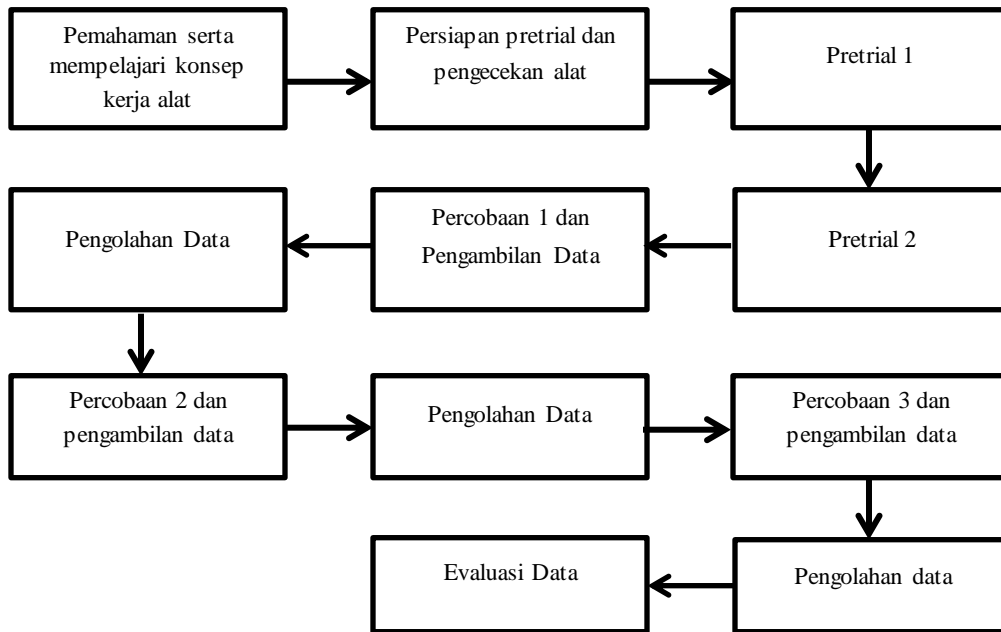 Pemahaman serta
mempelajari konsep
kerja alat
Persiapan pretrial dan
pengecekan alat
Pretrial 1
Pretrial 2
Percobaan 1 dan
Pengambilan Data
Pengolahan Data
Percobaan 2 dan
pengambilan data
Pengolahan Data
Percobaan 3 dan
pengambilan data
Pengolahan data
Evaluasi Data